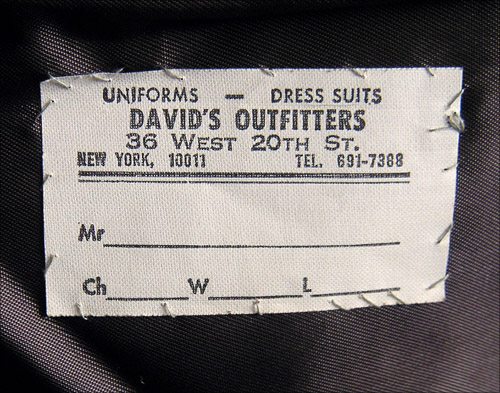 UNIFORMS — DRESS SUITS
DAVID'S OUTFITTERS
36 WEST 20TH ST.
NEW YORK, 10011 TEL. 691-7388
Mr
Ch W L